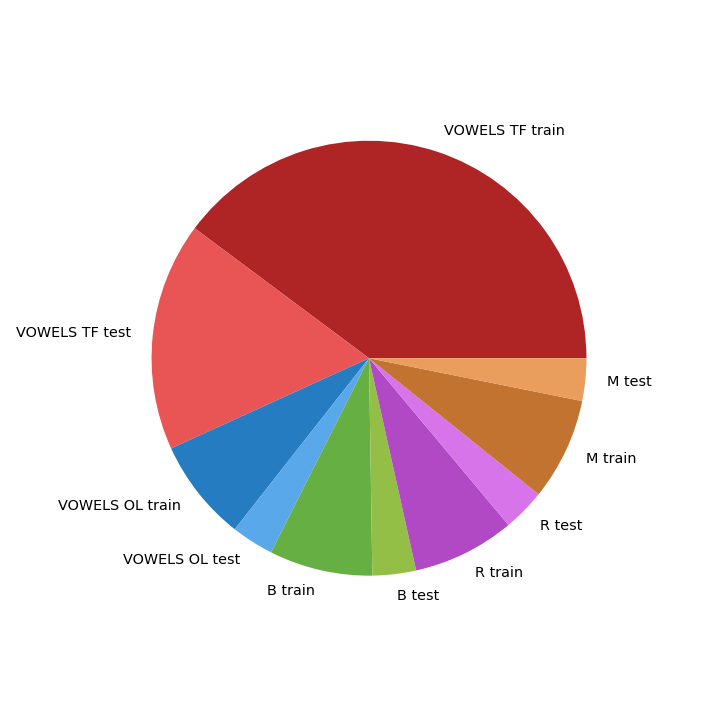 VOWELS TF train
VOWELS TF test
M test
M train
VOWELS OL train
R test
VOWELS OL test
R train
B train
B test